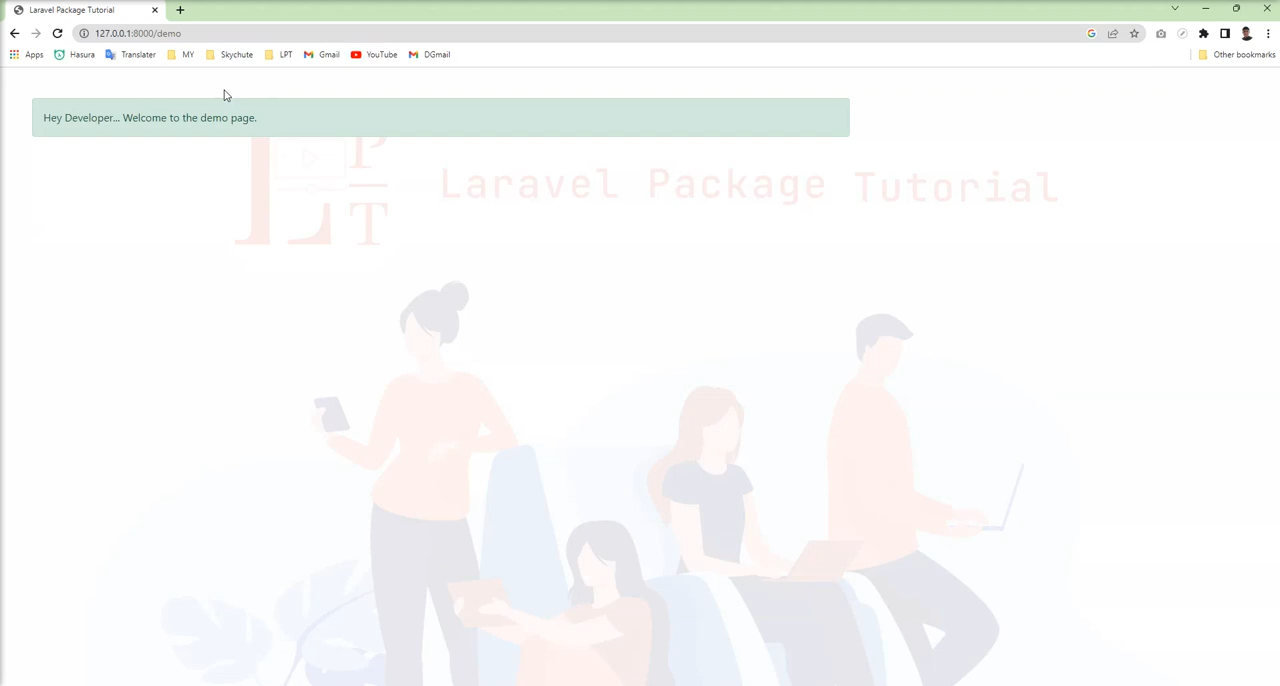 Laravel Package Tutorial
127.0.0.1:8000/demo
Apps Hasura Translater MY Skychute LPT Gmail YouTube DGmail Other bookmarks
Hey Developer... Welcome to the demo page.
L P T
Laravel Package Tutorial